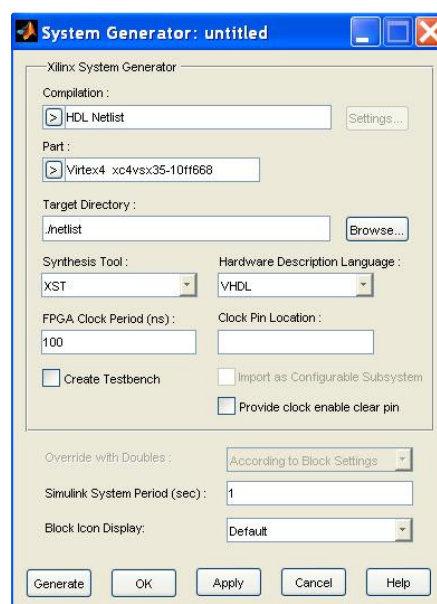 System Generator: untitled
Xilinx System Generator
Compilation :
> HDL Netlist Settings...
Part :
> Virtex4 xc4vsx35-10ff668
Target Directory :
./netlist Browse...
Synthesis Tool : Hardware Description Language :
XST VHDL
FPGA Clock Period (ns) : Clock Pin Location :
100
Create Testbench Import as Configurable Subsystem
Provide clock enable clear pin
Override with Doubles : According to Block Settings
Simulink System Period (sec) : 1
Block Icon Display: Default
Generate OK Apply Cancel Help